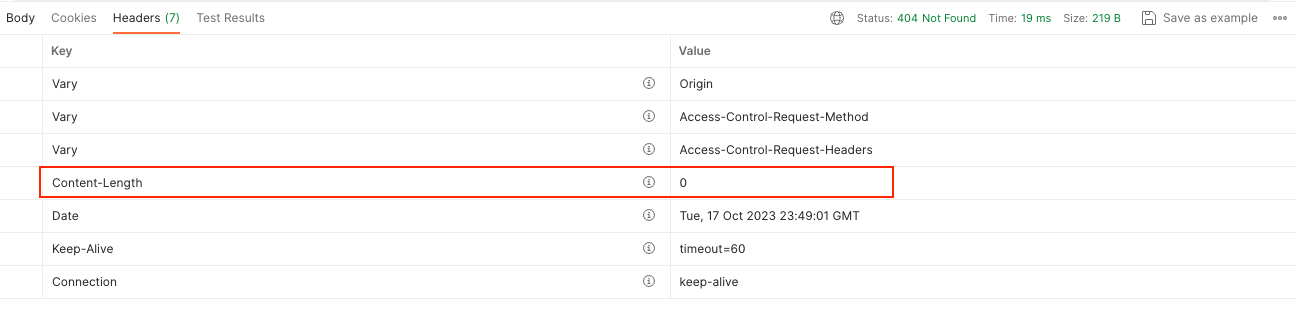 Body Cookies Headers (7) Test Results Status: 404 Not Found Time: 19 ms Size: 219 B Save as example
Key Value
Vary Origin
Vary Access-Control-Request-Method
Vary Access-Control-Request-Headers
Content-Length 0
Date Tue, 17 Oct 2023 23:49:01 GMT
Keep-Alive timeout=60
Connection keep-alive